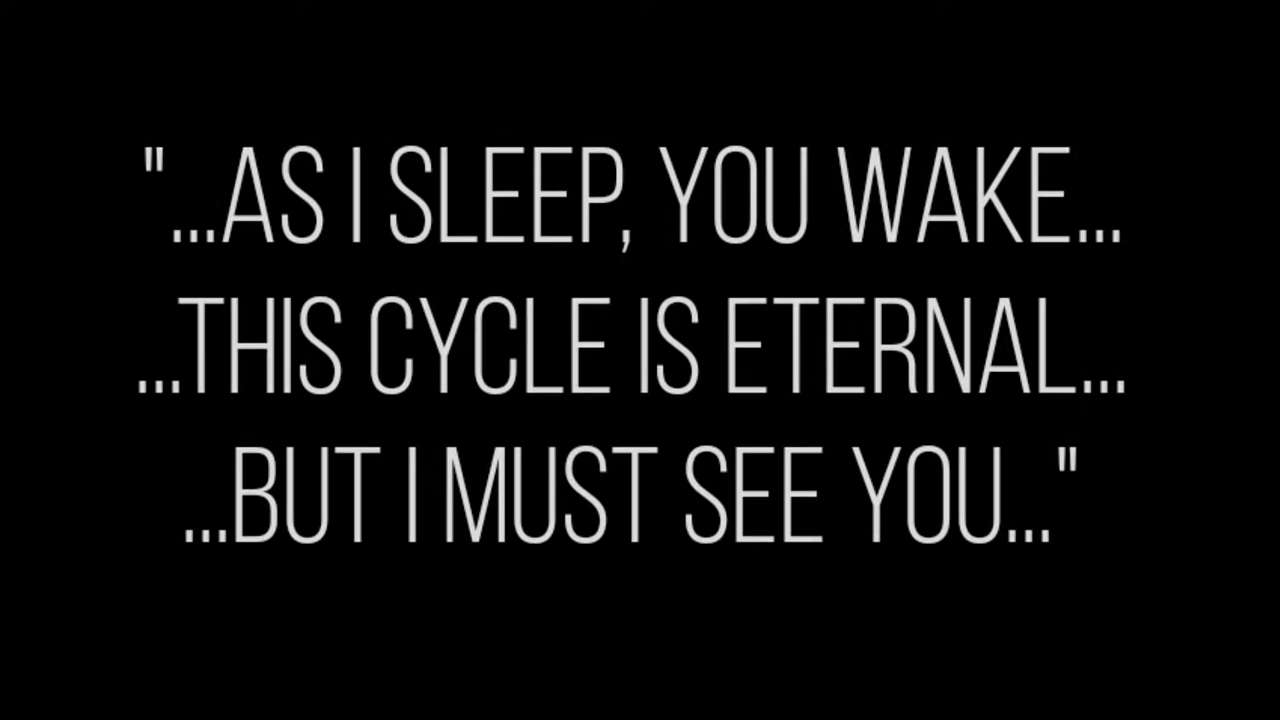 "...AS I SLEEP, YOU WAKE...
...THIS CYCLE IS ETERNAL...
...BUT I MUST SEE YOU..."